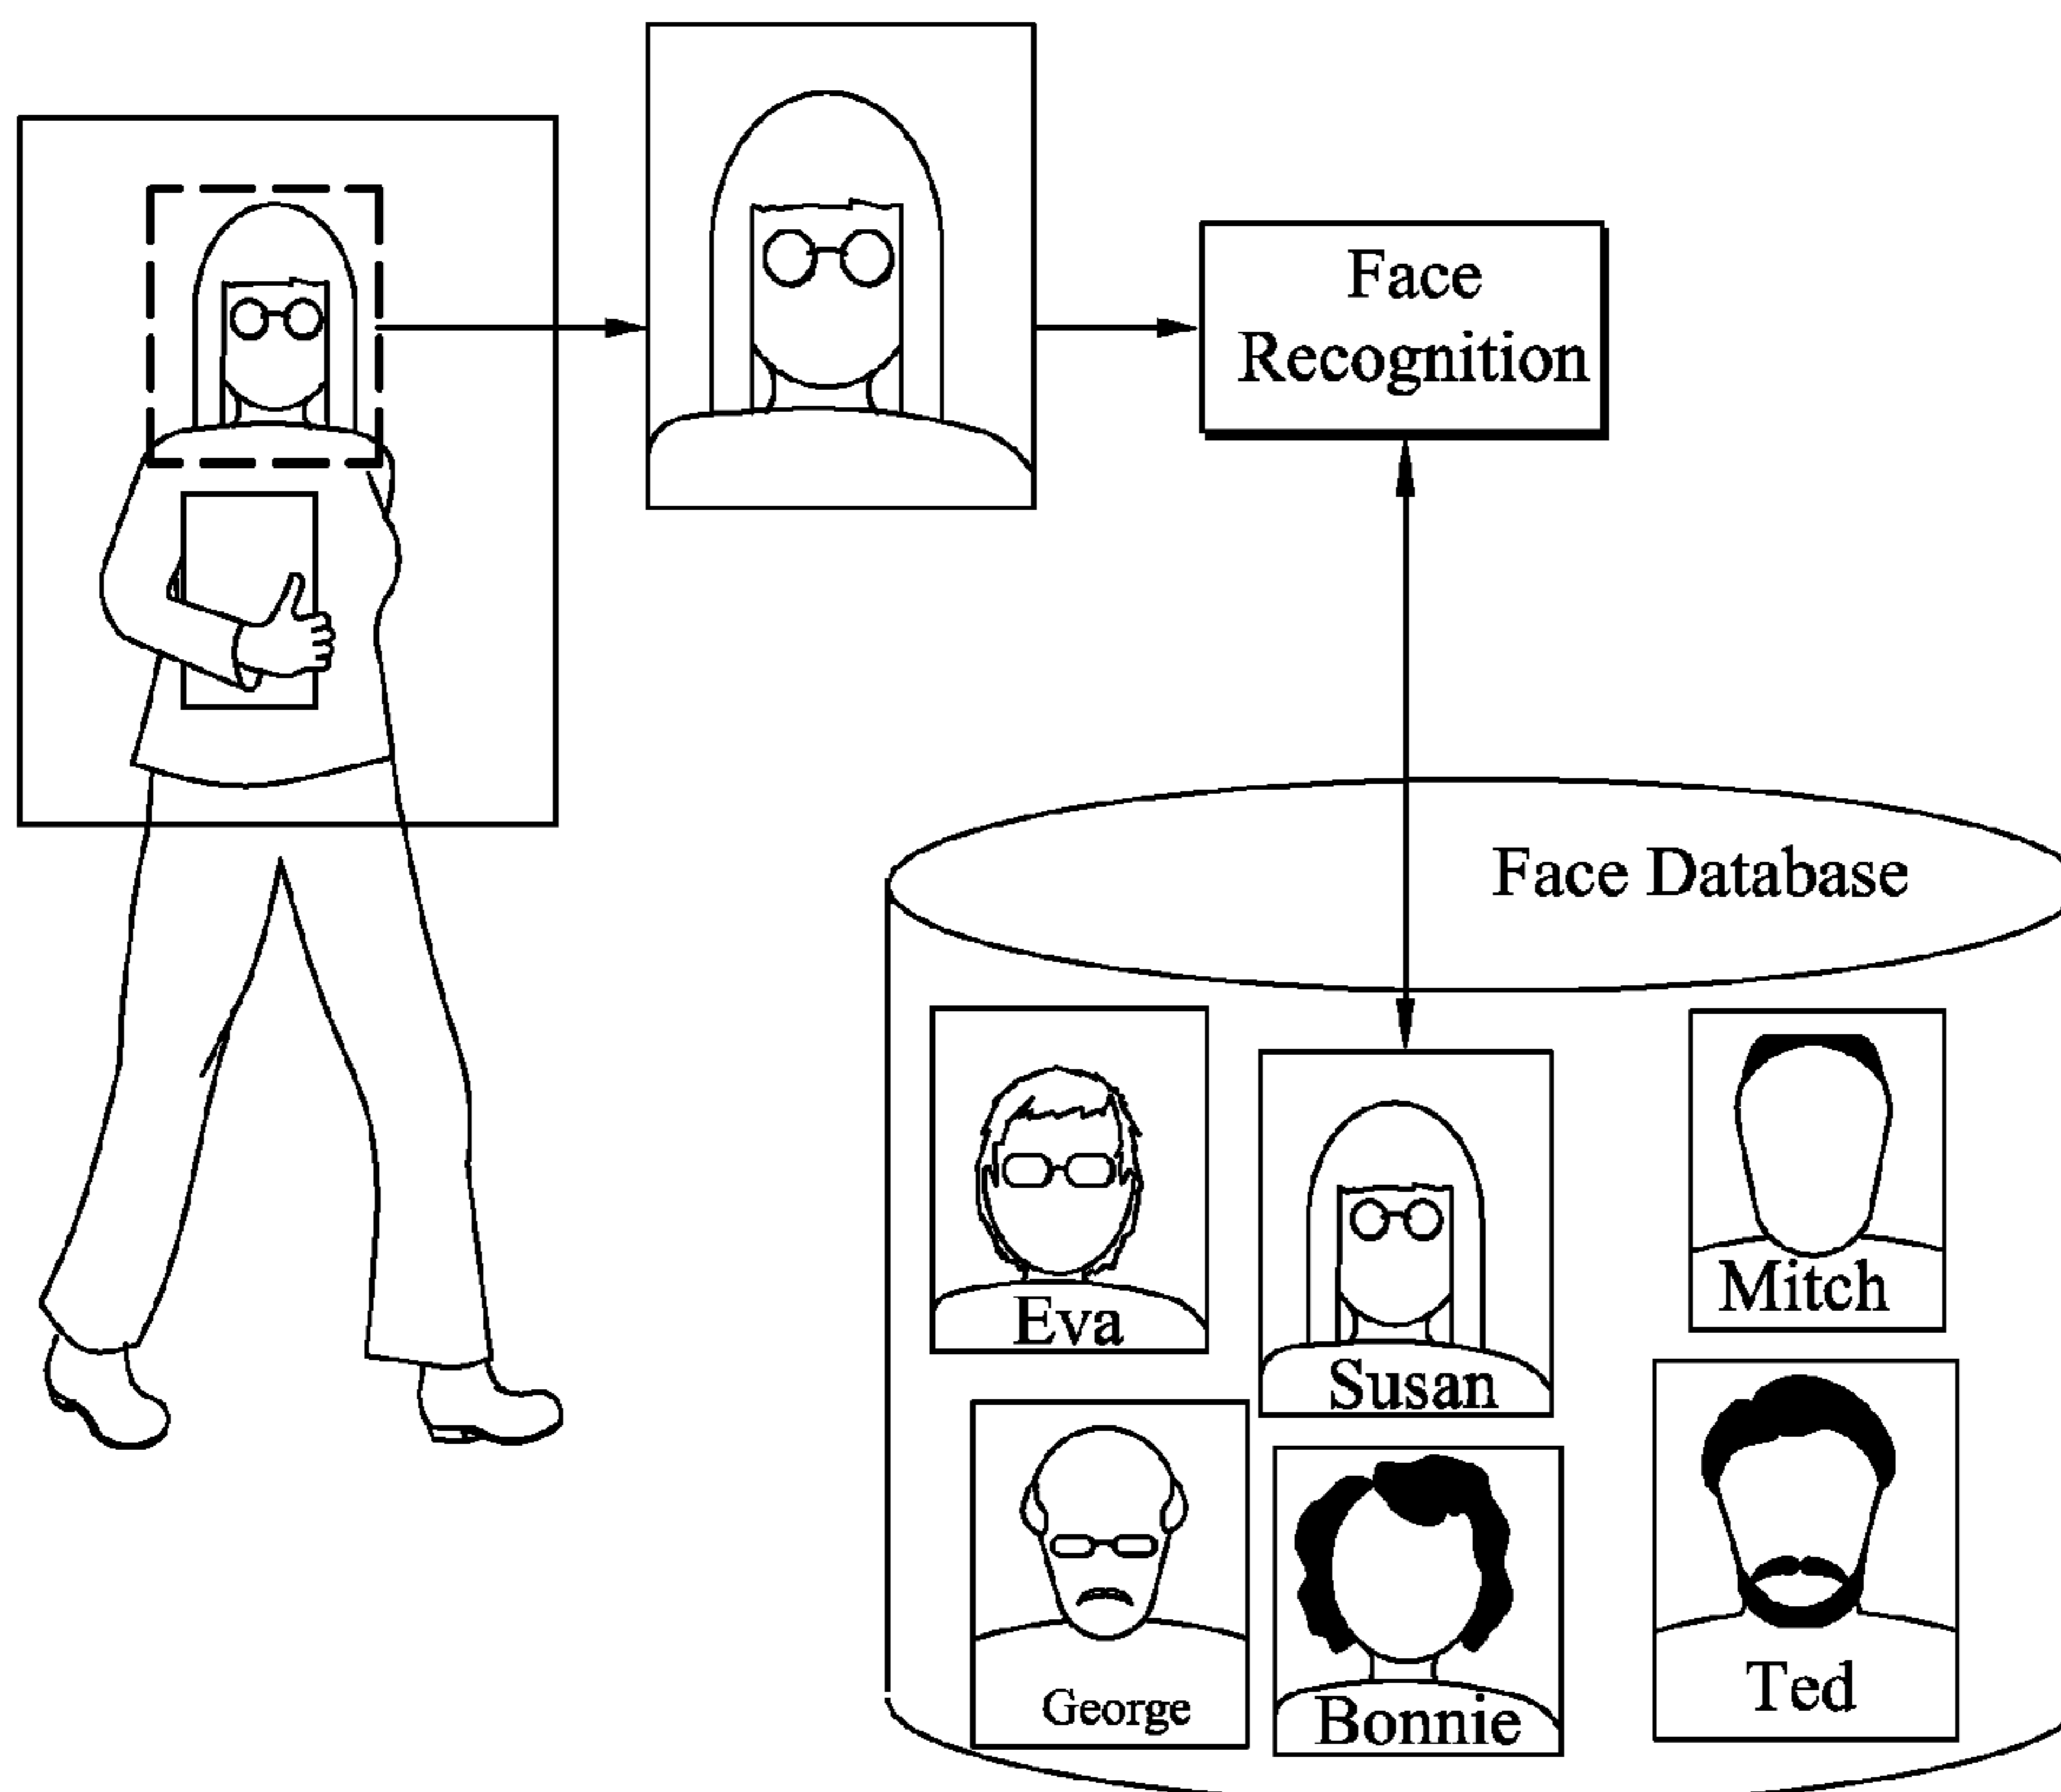 Face
Recognition
Face Database
Eva
Susan
Mitch
George
Bonnie
Ted